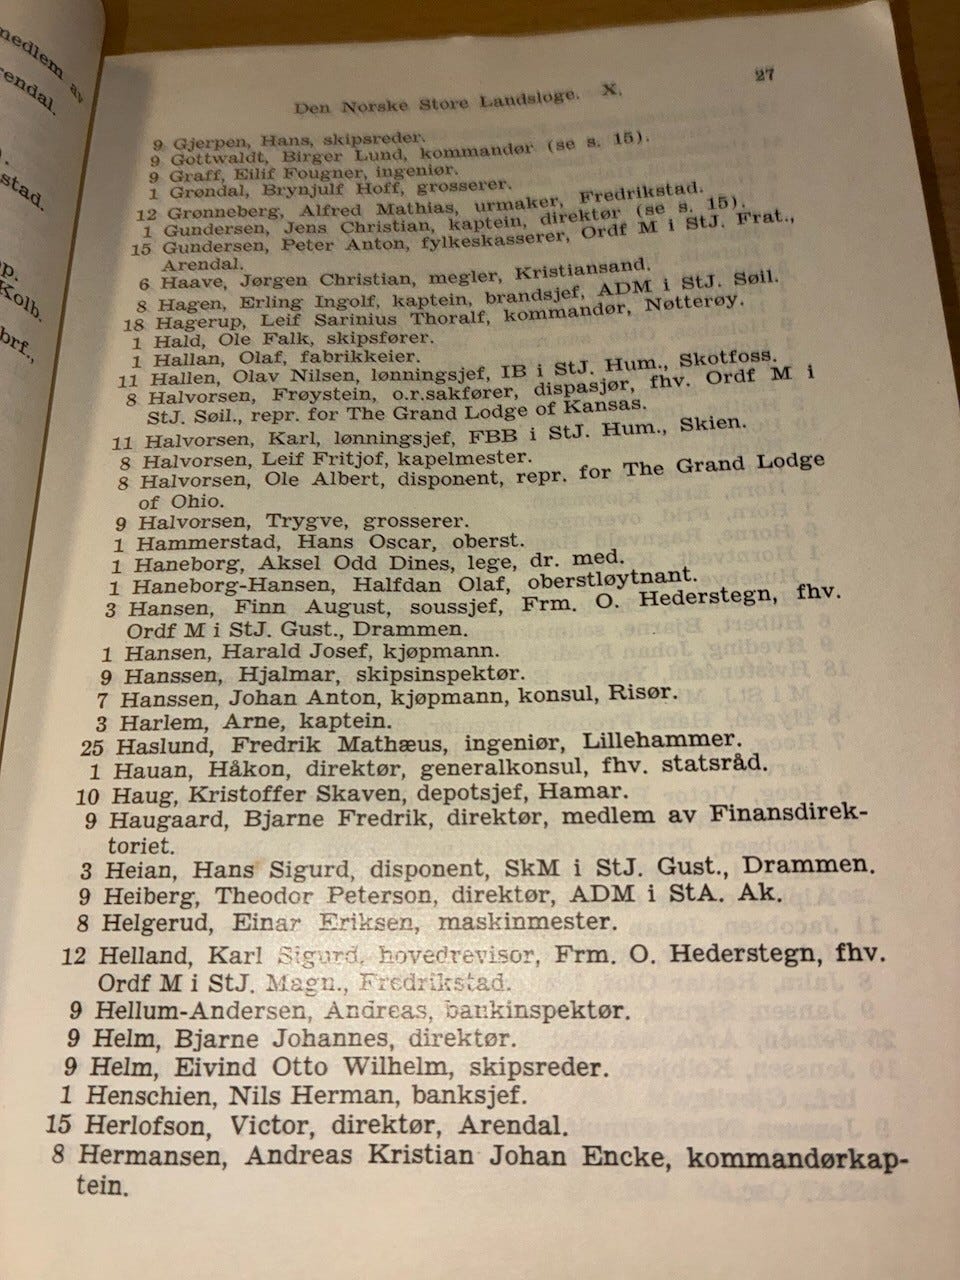 medlem av
rendal.
stad.
op.
Kolb.
brf.,
Den Norske Store Landsloge. X. 27
9 Gjerpen, Hans, skipsreder.
9 Gottwaldt, Birger Lund, kommandør (se s. 15).
9 Graff, Eilif Fougner, ingeniør.
1 Grøndal, Brynjulf Hoff, grosserer.
12 Grønneberg, Alfred Mathias, urmaker, Fredrikstad.
1 Gundersen, Jens Christian, kaptein, direktør (se s. 15).
15 Gundersen, Peter Anton, fylkeskasserer, Ordf M i StJ. Frat.,
Arendal.
6 Haave, Jørgen Christian, megler, Kristiansand.
8 Hagen, Erling Ingolf, kaptein, brandsjef, ADM i StJ. Søil.
18 Hagerup, Leif Sarinius Thoralf, kommandør, Nøtterøy.
1 Hald, Ole Falk, skipsfører.
1 Hallan, Olaf, fabrikkeier.
11 Hallen, Olav Nilsen, lønningsjef, IB i StJ. Hum., Skotfoss.
8 Halvorsen, Frøystein, o.r.sakfører, dispasjør, fhv. Ordf M i
StJ. Søil., repr. for The Grand Lodge of Kansas.
11 Halvorsen, Karl, lønningsjef, FBB i StJ. Hum., Skien.
8 Halvorsen, Leif Fritjof, kapelmester.
8 Halvorsen, Ole Albert, disponent, repr. for The Grand Lodge
of Ohio.
9 Halvorsen, Trygve, grosserer.
1 Hammerstad, Hans Oscar, oberst.
1 Haneborg, Aksel Odd Dines, lege, dr. med.
1 Haneborg-Hansen, Halfdan Olaf, oberstløytnant.
3 Hansen, Finn August, soussjef, Frm. O. Hederstegn, fhv.
Ordf M i StJ. Gust., Drammen.
1 Hansen, Harald Josef, kjøpmann.
9 Hanssen, Hjalmar, skipsinspektør.
7 Hanssen, Johan Anton, kjøpmann, konsul, Risør.
3 Harlem, Arne, kaptein.
25 Haslund, Fredrik Mathæus, ingeniør, Lillehammer.
1 Hauan, Håkon, direktør, generalkonsul, fhv. statsråd.
10 Haug, Kristoffer Skaven, depotsjef, Hamar.
9 Haugaard, Bjarne Fredrik, direktør, medlem av Finansdirek-
toriet.
3 Heian, Hans Sigurd, disponent, SkM i StJ. Gust., Drammen.
9 Heiberg, Theodor Peterson, direktør, ADM i StA. Ak.
8 Helgerud, Einar Eriksen, maskinmester.
12 Helland, Karl Sigurd, hovedrevisor, Frm. O. Hederstegn, fhv.
Ordf M i StJ. Magn., Fredrikstad.
9 Hellum-Andersen, Andreas, bankinspektør.
9 Helm, Bjarne Johannes, direktør.
9 Helm, Eivind Otto Wilhelm, skipsreder.
1 Henschien, Nils Herman, banksjef.
15 Herlofson, Victor, direktør, Arendal.
8 Hermansen, Andreas Kristian Johan Encke, kommandørkap-
tein.